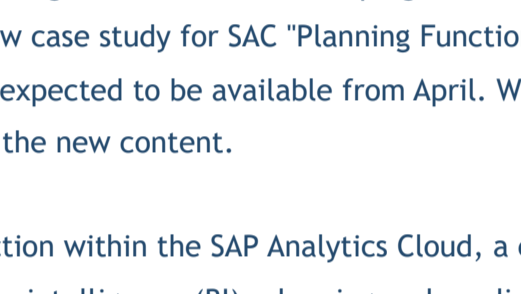 w case study for SAC "Planning Functio
expected to be available from April. W
the new content.
tion within the SAP Analytics Cloud, a
(BI)